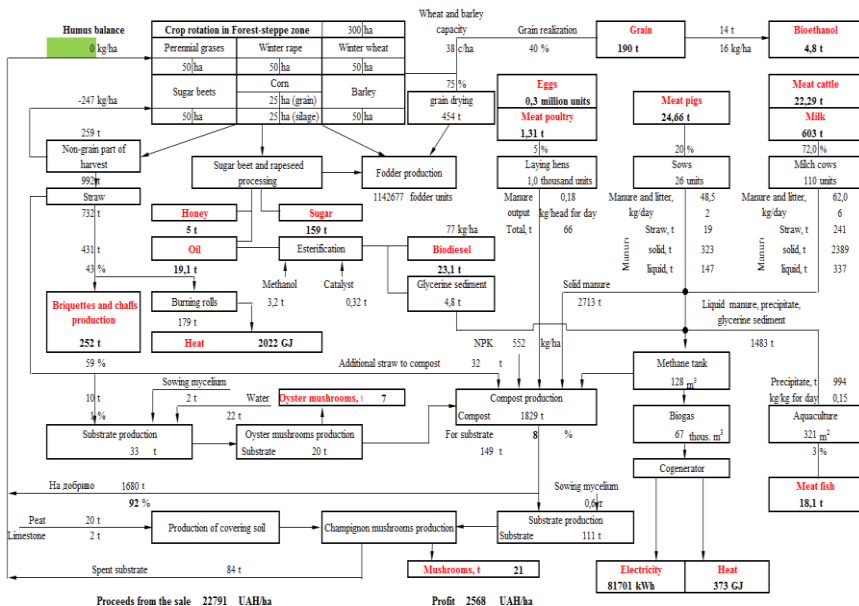 Humus balance
0 kg/ha
Crop rotation in Forest-steppe zone 300 ha
Perennial grases Winter rape Winter wheat
50 ha 50 ha 50 ha
Sugar beets Corn Barley
25 ha (grain)
50 ha 25 ha (silage) 50 ha
Wheat and barley
capacity
38 c/ha
75 %
grain drying
454 t
Grain realization
40 %
Grain
190 t
14 t
16 kg/ha
Bioethanol
4,8 t
-247 kg/ha
259 t
Non-grain part of
harvest
992 t
Straw
732 t
431 t
43 %
Sugar beet and rapeseed
processing
Fodder production
1142677 fodder units
Eggs
0,3 million units
Meat poultry
1,31 t
5 %
Laying hens
1,0 thousand units
Manure 0,18
output kg/head for day
Total, t 66
Meat pigs
24,66 t
20 %
Sows
26 units
Manure and litter, 48,5
kg/day 2
Straw, t 19
solid, t 323
liquid, t 147
Meat cattle
22,29 t
Milk
603 t
72,0 %
Milch cows
110 units
Manure and litter, 62,0
kg/day 6
Straw, t 241
solid, t 2389
liquid, t 337
Honey
5 t
Sugar
159 t
Oil
19,1 t
Esterification
77 kg/ha
Biodiesel
23,1 t
Methanol
3,2 t
Catalyst
0,32 t
Glycerine sediment
4,8 t
Solid manure
2713 t
Liquid manure, precipitate,
glycerine sediment
1483 t
Briquettes and chaffs
production
252 t
59 %
Burning rolls
179 t
Heat 2022 GJ
NPK 552 kg/ha
Additional straw to compost 32 t
Methane tank
128 m³
10 t
1 %
Sowing mycelium
2 t
Water
22 t
Oyster mushrooms, t 7
Compost production
Compost 1829 t
For substrate 8 %
149 t
Biogas
67 thous. m³
Precipitate, t 994
kg/kg for day 0,15
Aquaculture
321 m²
3 %
Substrate production
33 t
Oyster mushrooms production
Substrate 20 t
Cogenerator
Meat fish
18,1 t
На добриво 1680 t
92 %
Sowing mycelium
0,6 т
Peat 20 t
Limestone 2 t
Production of covering soil
Champignon mushrooms production
Substrate production
Substrate 111 t
Spent substrate 84 t
Mushrooms, t 21
Electricity Heat
81701 kWh 373 GJ
Proceeds from the sale 22791 UAH/ha Profit 2568 UAH/ha